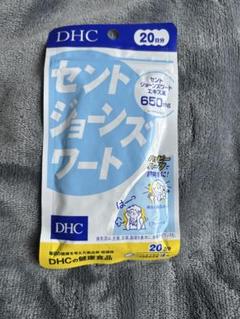 DHC
20日分
セント
ジョーンズ
ワート
セント
ジョーンズワート
エキス末
650mg
はー
DHC
20日分
DHCの健康食品